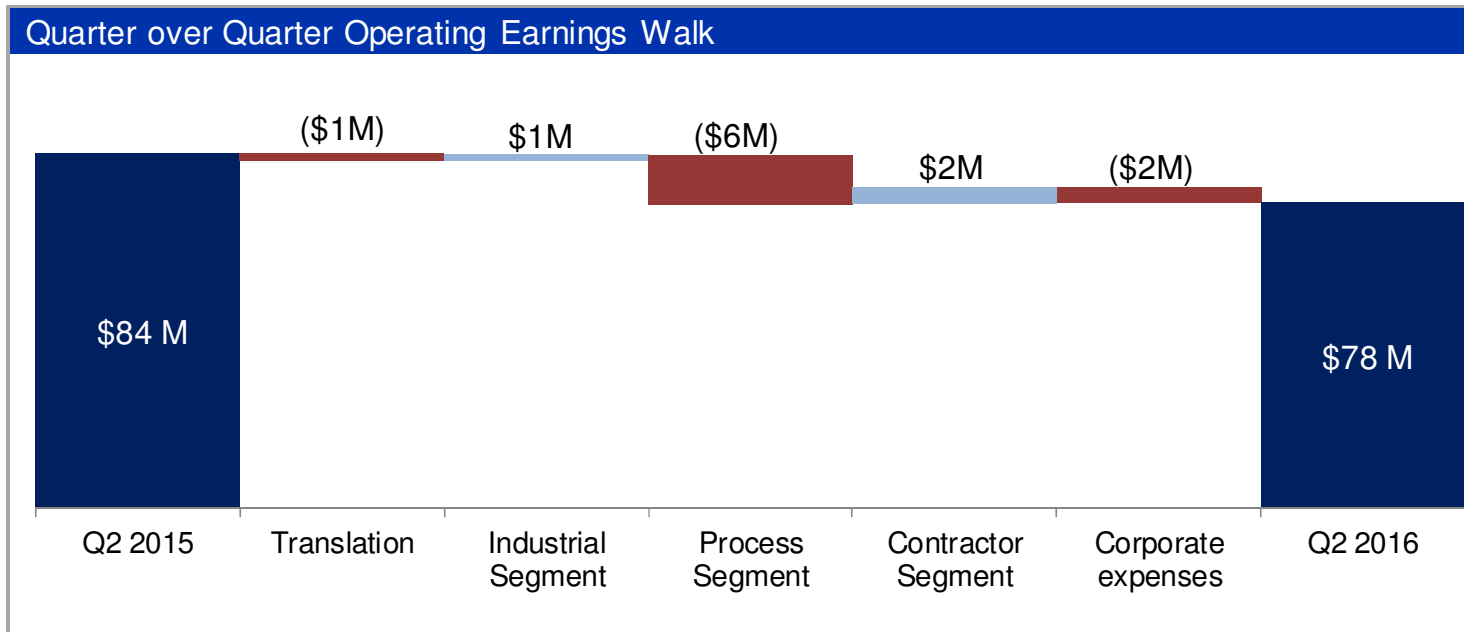 Quarter over Quarter Operating Earnings Walk
($1M)
$1M
($6M)
$2M
($2M)
$84 M
$78 M
Q2 2015
Translation
Industrial
Segment
Process
Segment
Contractor
Segment
Corporate
expenses
Q2 2016